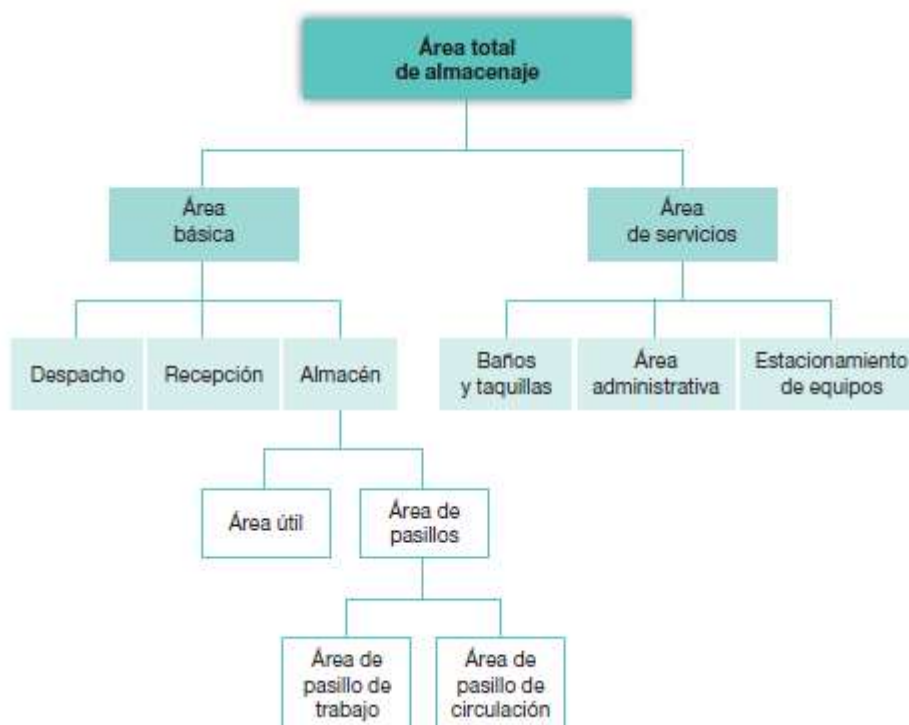 Área total
de almacenaje
Área
básica
Área
de servicios
Despacho
Recepción
Almacén
Baños
y taquillas
Área
administrativa
Estacionamiento
de equipos
Área útil
Área de
pasillos
Área de
pasillo de
trabajo
Área de
pasillo de
circulación